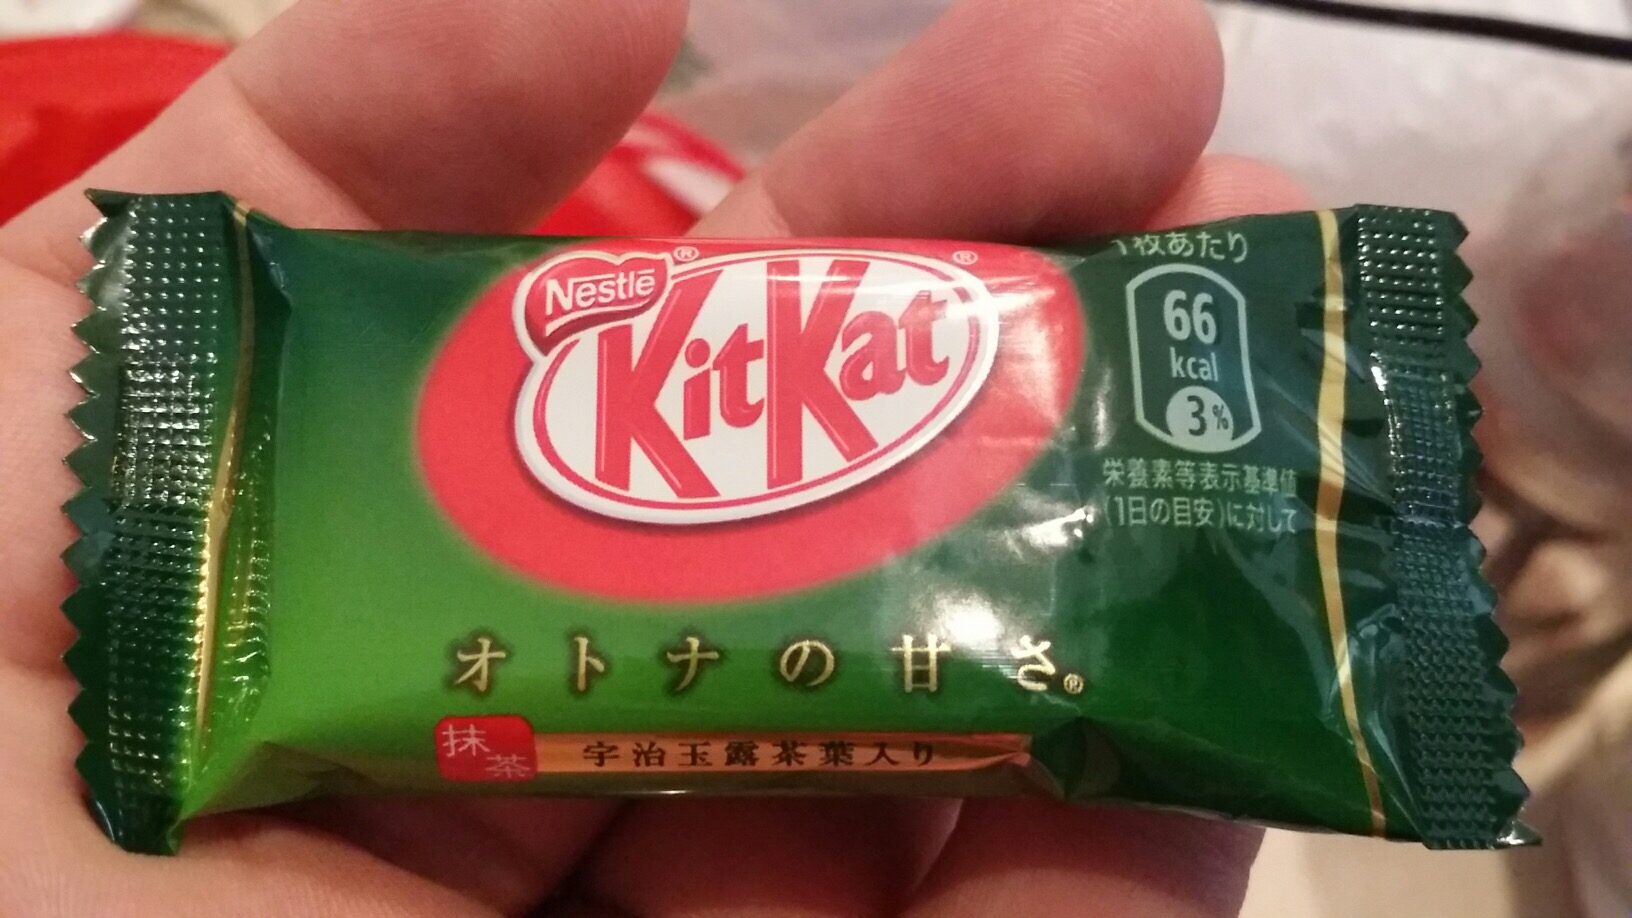 Nestlé®
KitKat®
1枚あたり
66
kcal
3%
栄養素等表示基準値
(1日の目安)に対して
オトナの甘さ®
抹茶
宇治玉露茶葉入り